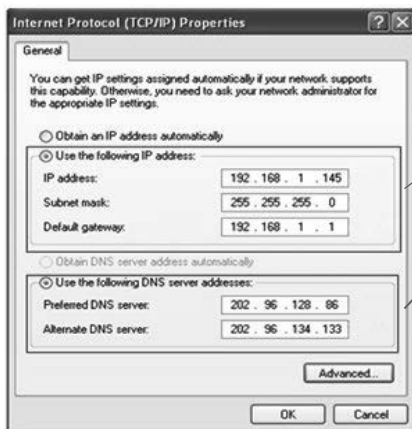 Internet Protocol (TCP/IP) Properties
General
You can get IP settings assigned automatically if your network supports
this capability. Otherwise, you need to ask your network administrator for
the appropriate IP settings.
Obtain an IP address automatically
Use the following IP address:
IP address: 192 . 168 . 1 . 145
Subnet mask: 255 . 255 . 255 . 0
Default gateway: 192 . 168 . 1 . 1
Obtain DNS server address automatically
Use the following DNS server addresses:
Preferred DNS server: 202 . 96 . 128 . 86
Alternate DNS server: 202 . 96 . 134 . 133
Advanced...
OK Cancel